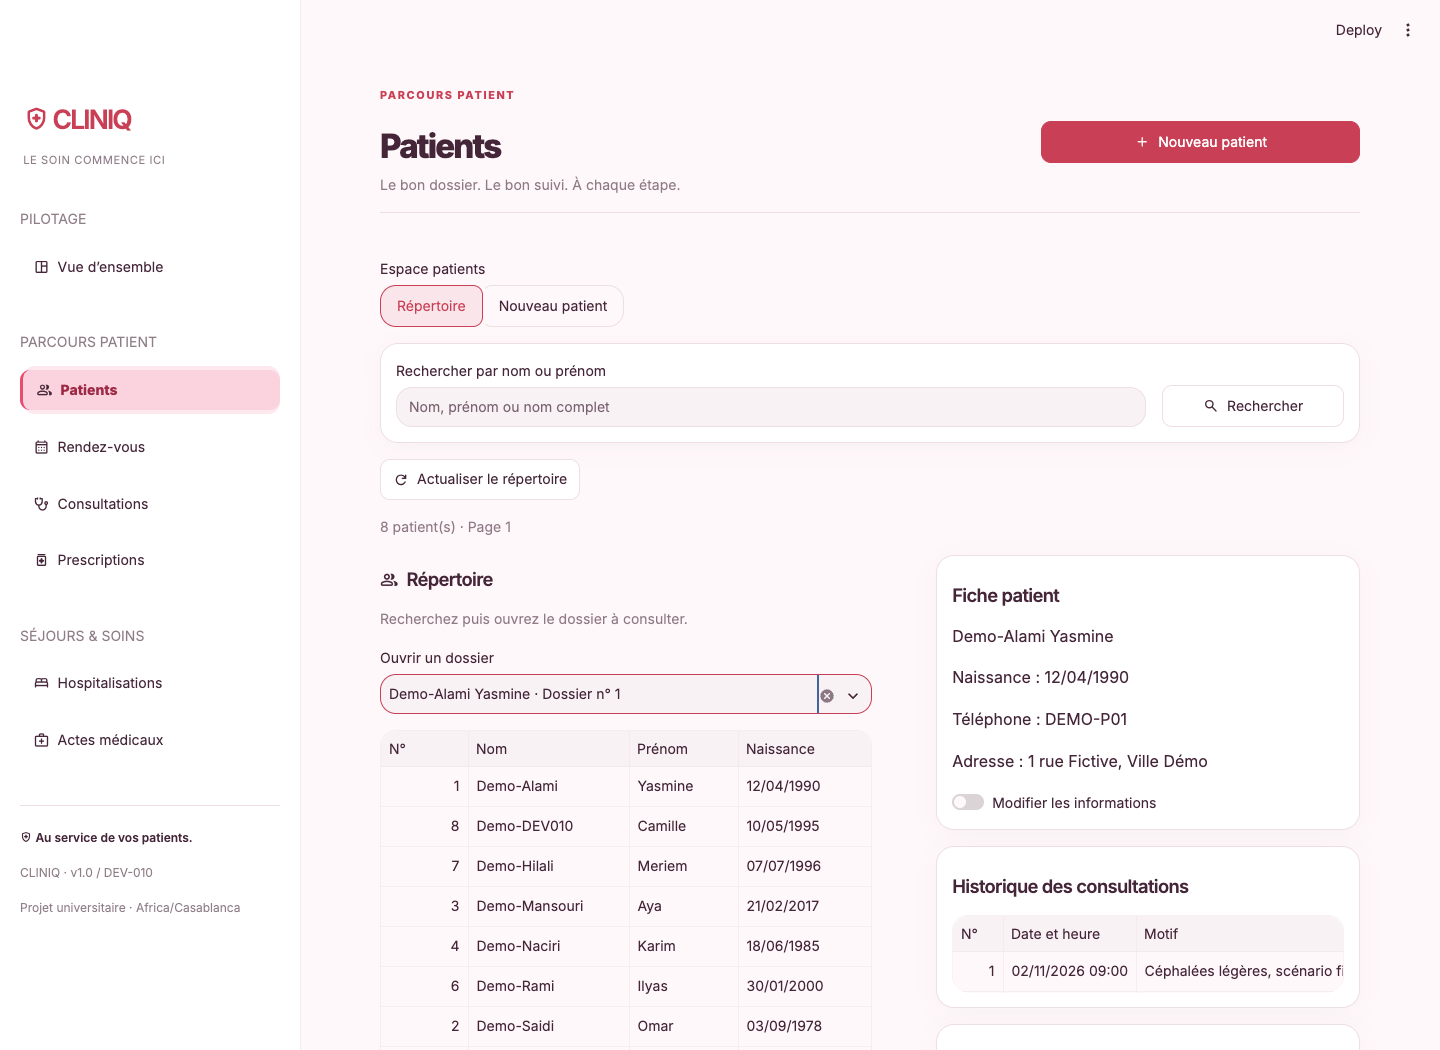 Deploy
CLINIQ
LE SOIN COMMENCE ICI
PILOTAGE
Vue d’ensemble
PARCOURS PATIENT
Patients
Rendez-vous
Consultations
Prescriptions
SÉJOURS & SOINS
Hospitalisations
Actes médicaux
Au service de vos patients.
CLINIQ · v1.0 / DEV-010
Projet universitaire · Africa/Casablanca
PARCOURS PATIENT
Patients
Nouveau patient
Le bon dossier. Le bon suivi. À chaque étape.
Espace patients
Répertoire Nouveau patient
Rechercher par nom ou prénom
Nom, prénom ou nom complet
Rechercher
Actualiser le répertoire
8 patient(s) · Page 1
Répertoire
Recherchez puis ouvrez le dossier à consulter.
Ouvrir un dossier
Demo-Alami Yasmine · Dossier n° 1
N° Nom Prénom Naissance
1 Demo-Alami Yasmine 12/04/1990
8 Demo-DEV010 Camille 10/05/1995
7 Demo-Hilali Meriem 07/07/1996
3 Demo-Mansouri Aya 21/02/2017
4 Demo-Naciri Karim 18/06/1985
6 Demo-Rami Ilyas 30/01/2000
2 Demo-Saidi Omar 03/09/1978
Fiche patient
Demo-Alami Yasmine
Naissance : 12/04/1990
Téléphone : DEMO-P01
Adresse : 1 rue Fictive, Ville Démo
Modifier les informations
Historique des consultations
N° Date et heure Motif
1 02/11/2026 09:00 Céphalées légères, scénario fi